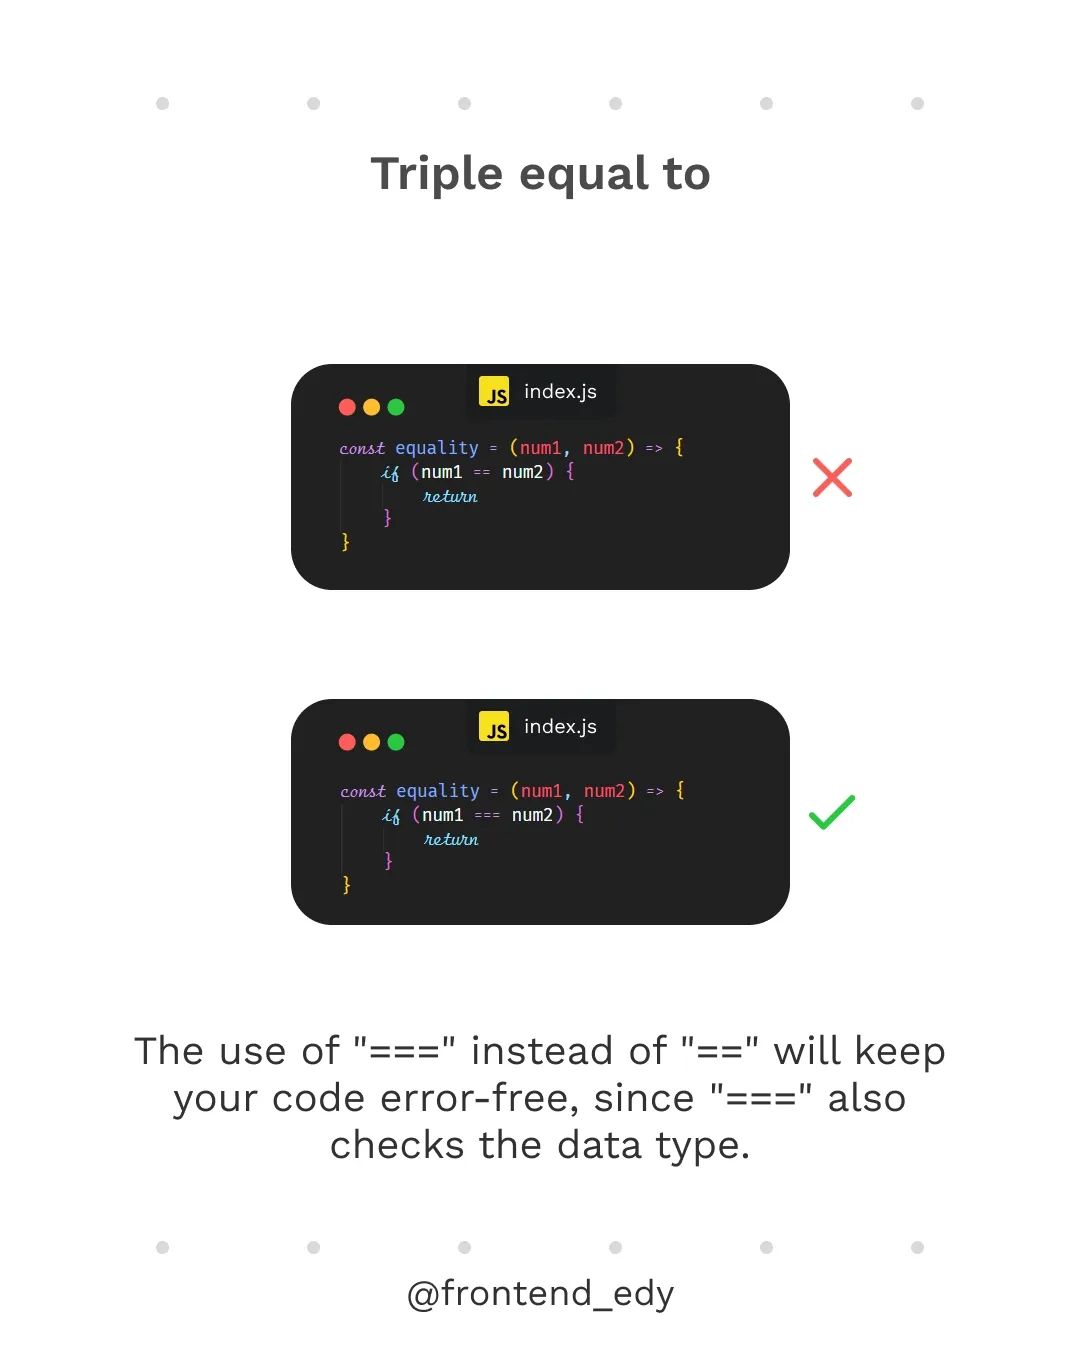 Triple equal to
JS index.js
const equality = (num1, num2) => {
    if (num1 == num2) {
        return
    }
}
JS index.js
const equality = (num1, num2) => {
    if (num1 === num2) {
        return
    }
}
The use of "===" instead of "==" will keep
your code error-free, since "===" also
checks the data type.
@frontend_edy